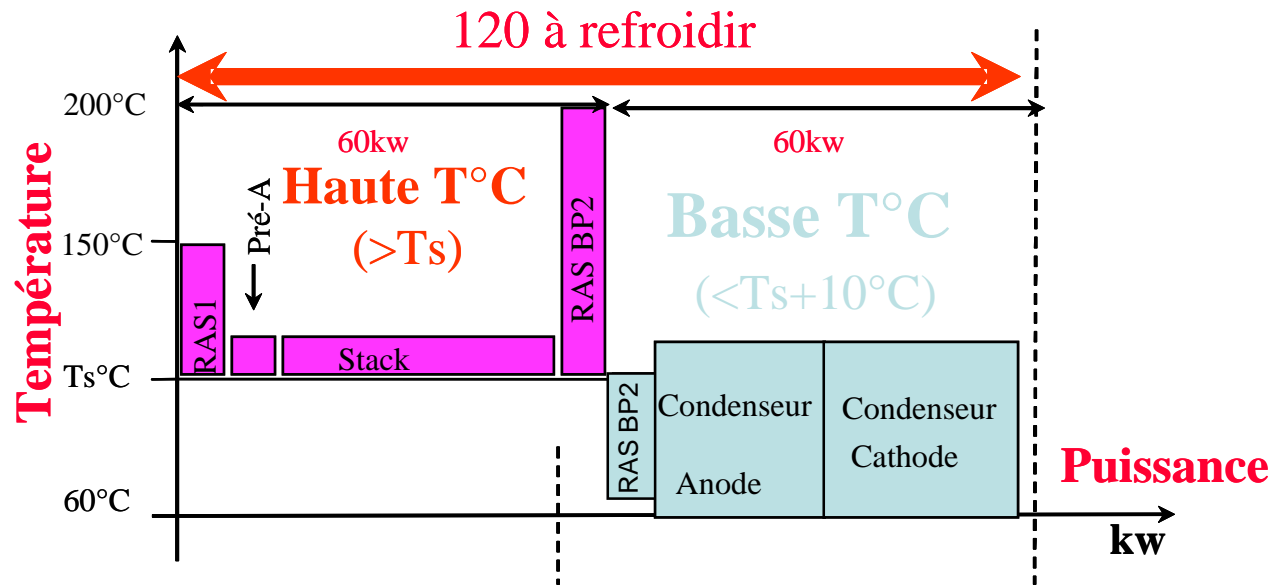 120 à refroidir
200°C
60kw
60kw
Haute T°C
(>Ts)
Basse T°C
(<Ts+10°C)
Pré-A
RAS BP2
150°C
Température
RAS1
Stack
Ts°C
RAS BP2
Condenseur
Anode
Condenseur
Cathode
60°C
Puissance
kw